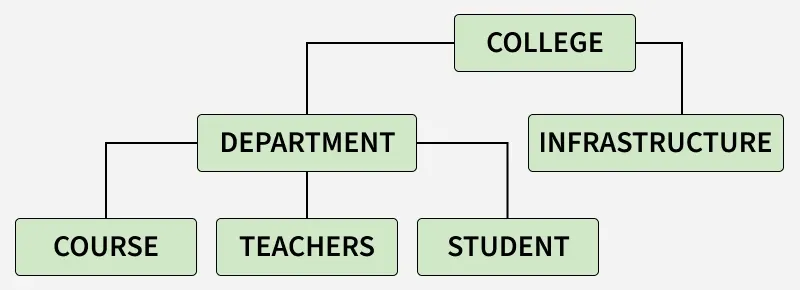 COLLEGE
DEPARTMENT
INFRASTRUCTURE
COURSE
TEACHERS
STUDENT